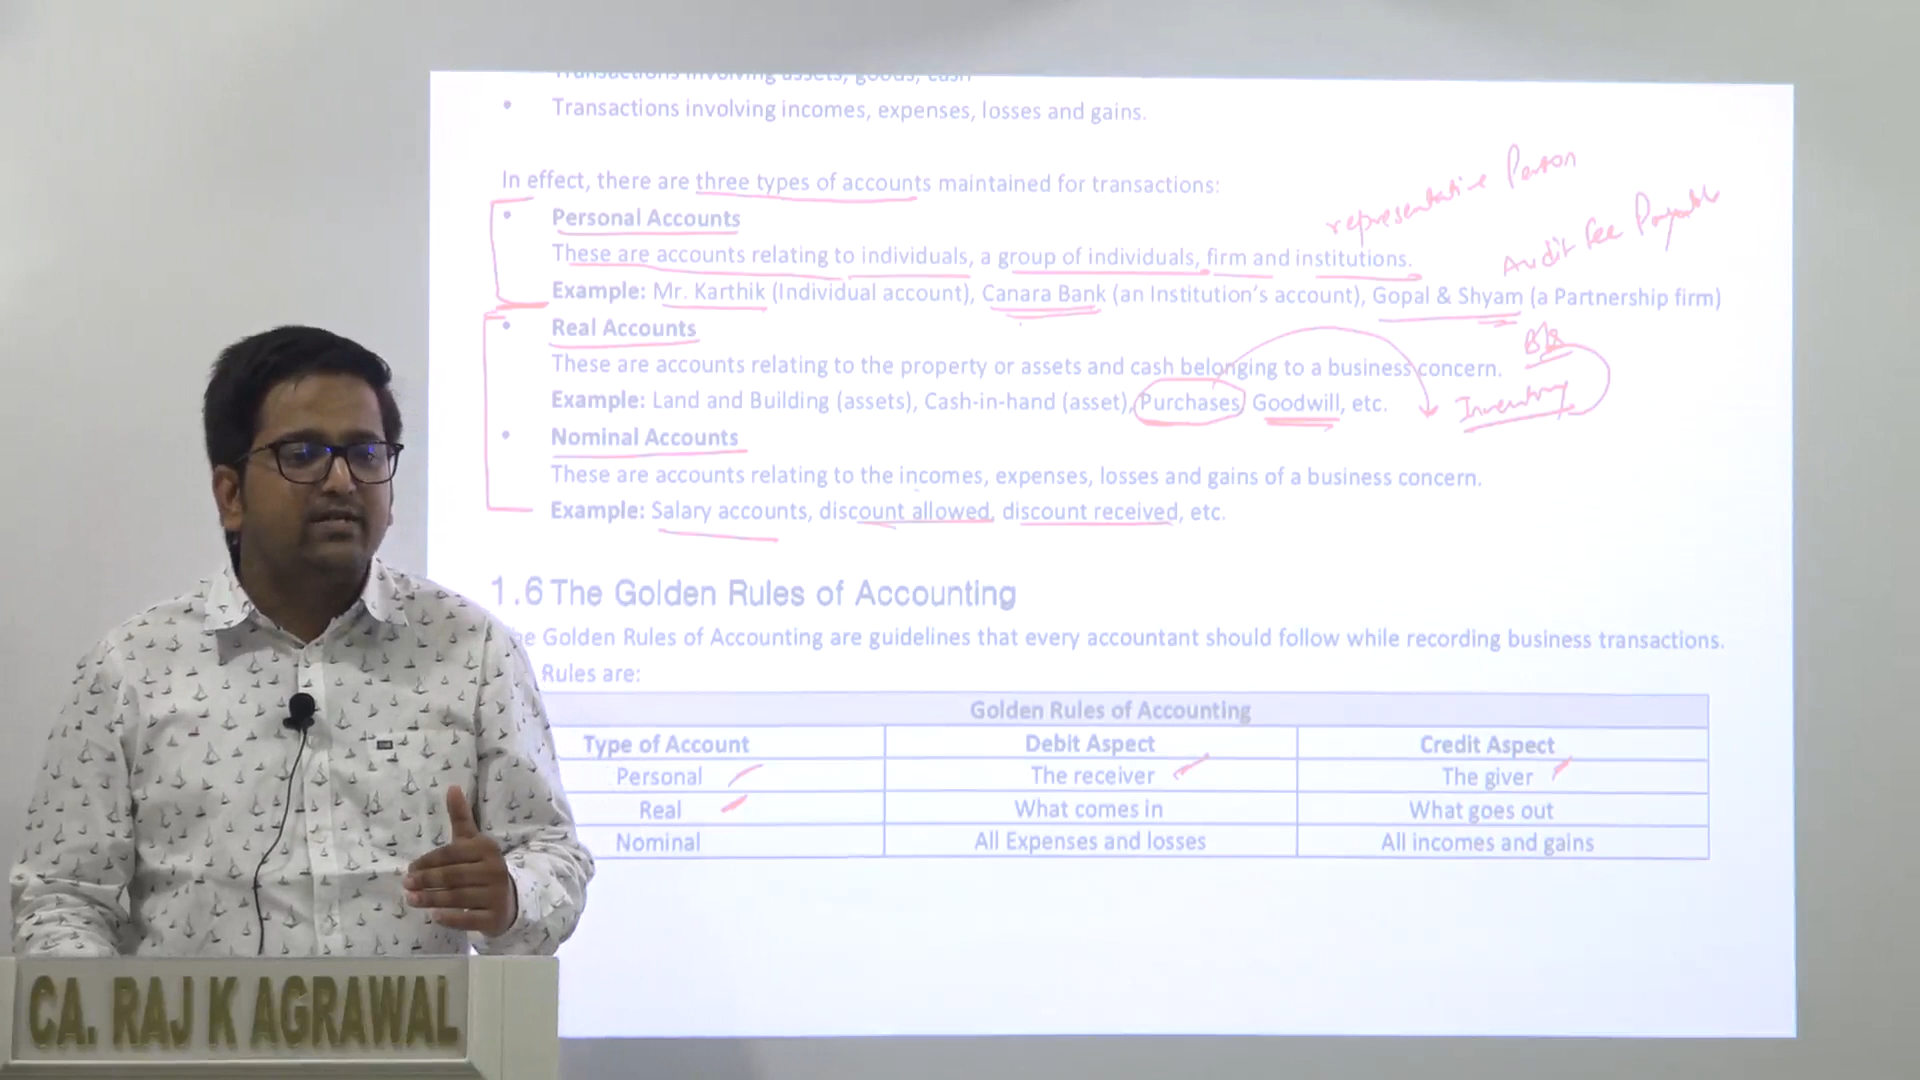 Transactions involving assets, goods, cash
• Transactions involving incomes, expenses, losses and gains.
In effect, there are three types of accounts maintained for transactions:
representative Person
• Personal Accounts
Audit fee Payable
These are accounts relating to individuals, a group of individuals, firm and institutions.
Example: Mr. Karthik (Individual account), Canara Bank (an Institution’s account), Gopal & Shyam (a Partnership firm)
• Real Accounts
These are accounts relating to the property or assets and cash belonging to a business concern.
Example: Land and Building (assets), Cash-in-hand (asset), Purchases, Goodwill, etc.
Inventory
• Nominal Accounts
These are accounts relating to the incomes, expenses, losses and gains of a business concern.
Example: Salary accounts, discount allowed, discount received, etc.
1.6 The Golden Rules of Accounting
he Golden Rules of Accounting are guidelines that every accountant should follow while recording business transactions.
Rules are:
Golden Rules of Accounting
Type of Account Debit Aspect Credit Aspect
Personal The receiver The giver
Real What comes in What goes out
Nominal All Expenses and losses All incomes and gains
CA. RAJ K AGRAWAL